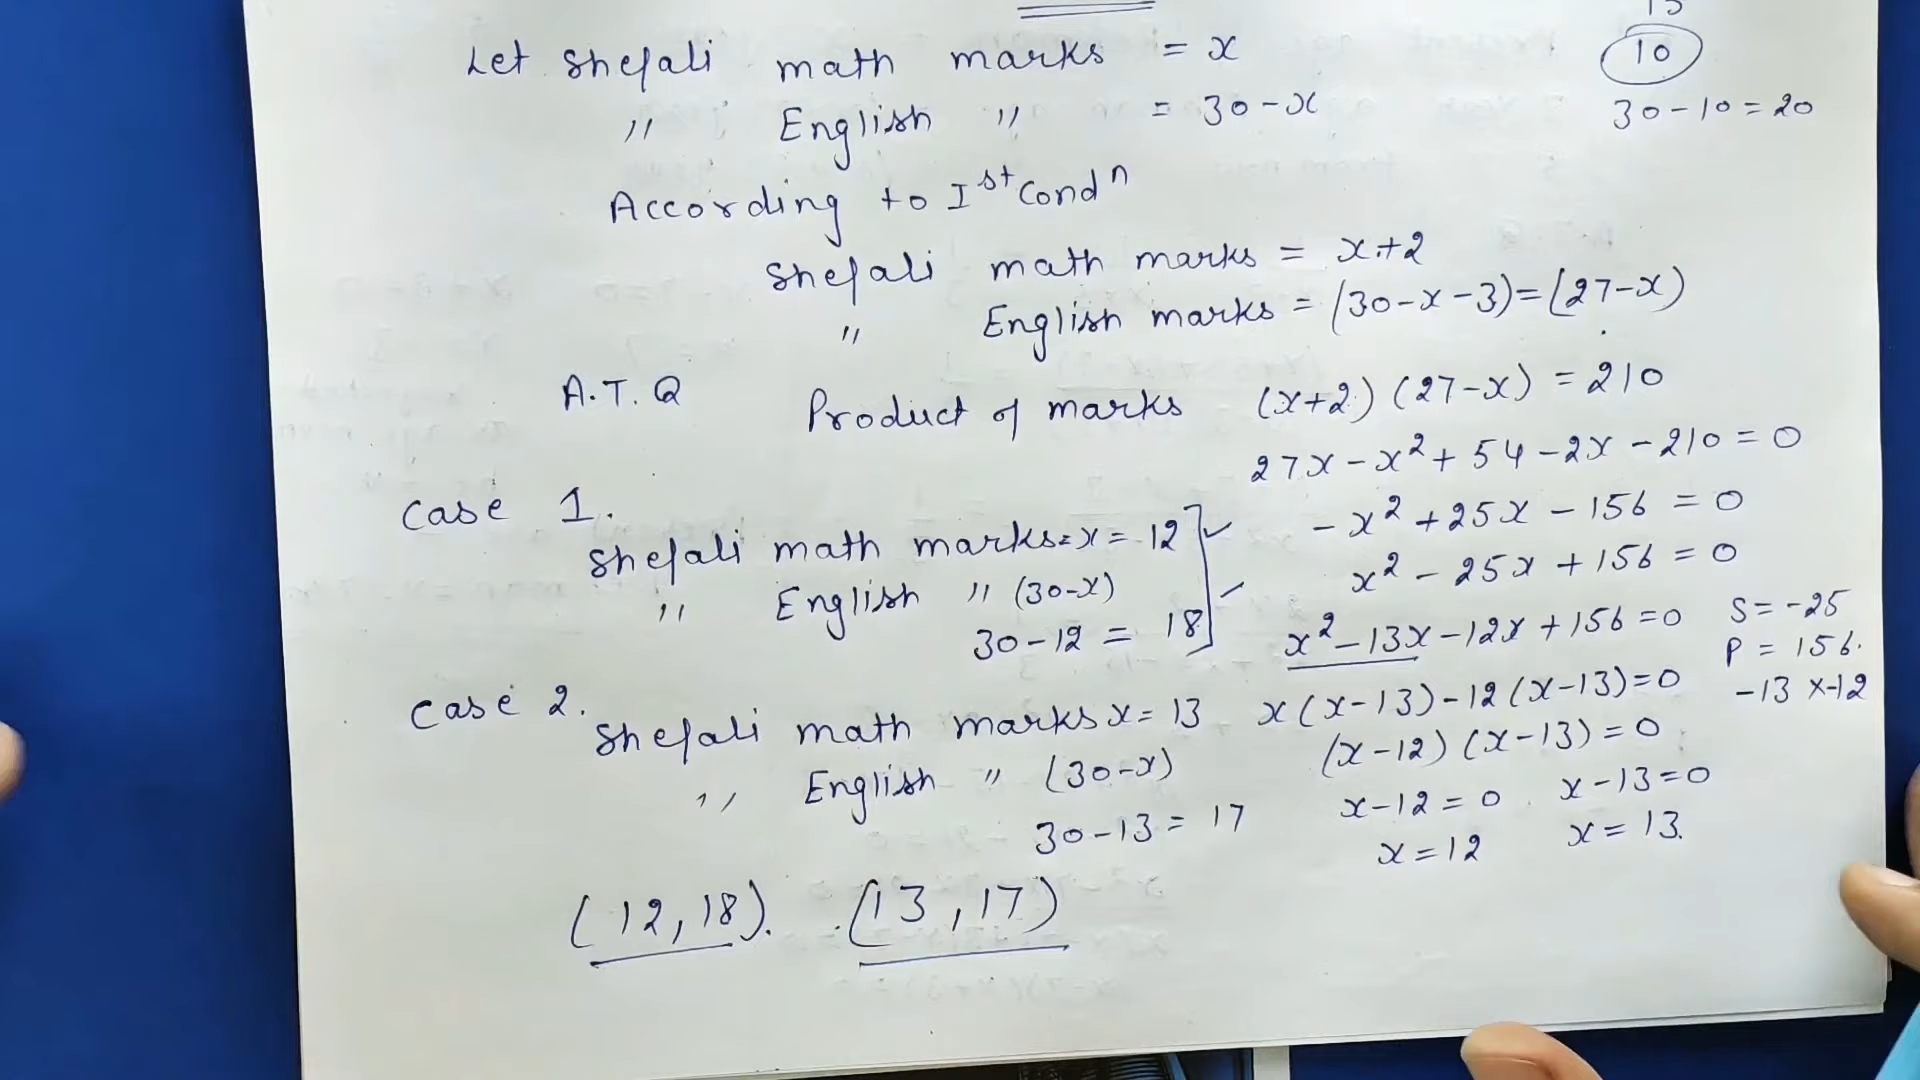 Let Shefali math marks = x
" English " = 30-x
According to Ist Condn
Shefali math marks = x+2
" English marks = (30-x-3)=(27-x)
A.T.Q Product of marks (x+2) (27-x) = 210
27x-x²+54-2x-210=0
-x²+25x-156=0
x²-25x+156=0
x²-13x-12x+156=0
x(x-13)-12(x-13)=0
(x-12)(x-13)=0
x-12=0 x-13=0
x=12 x=13.
Case 1.
Shefali math marks=x=12
" English " (30-x)
30-12 = 18
Case 2.
Shefali math marks x=13
" English " (30-x)
30-13= 17
(12,18). (13,17)
10
30-10=20
S=-25
P=156.
-13x-12